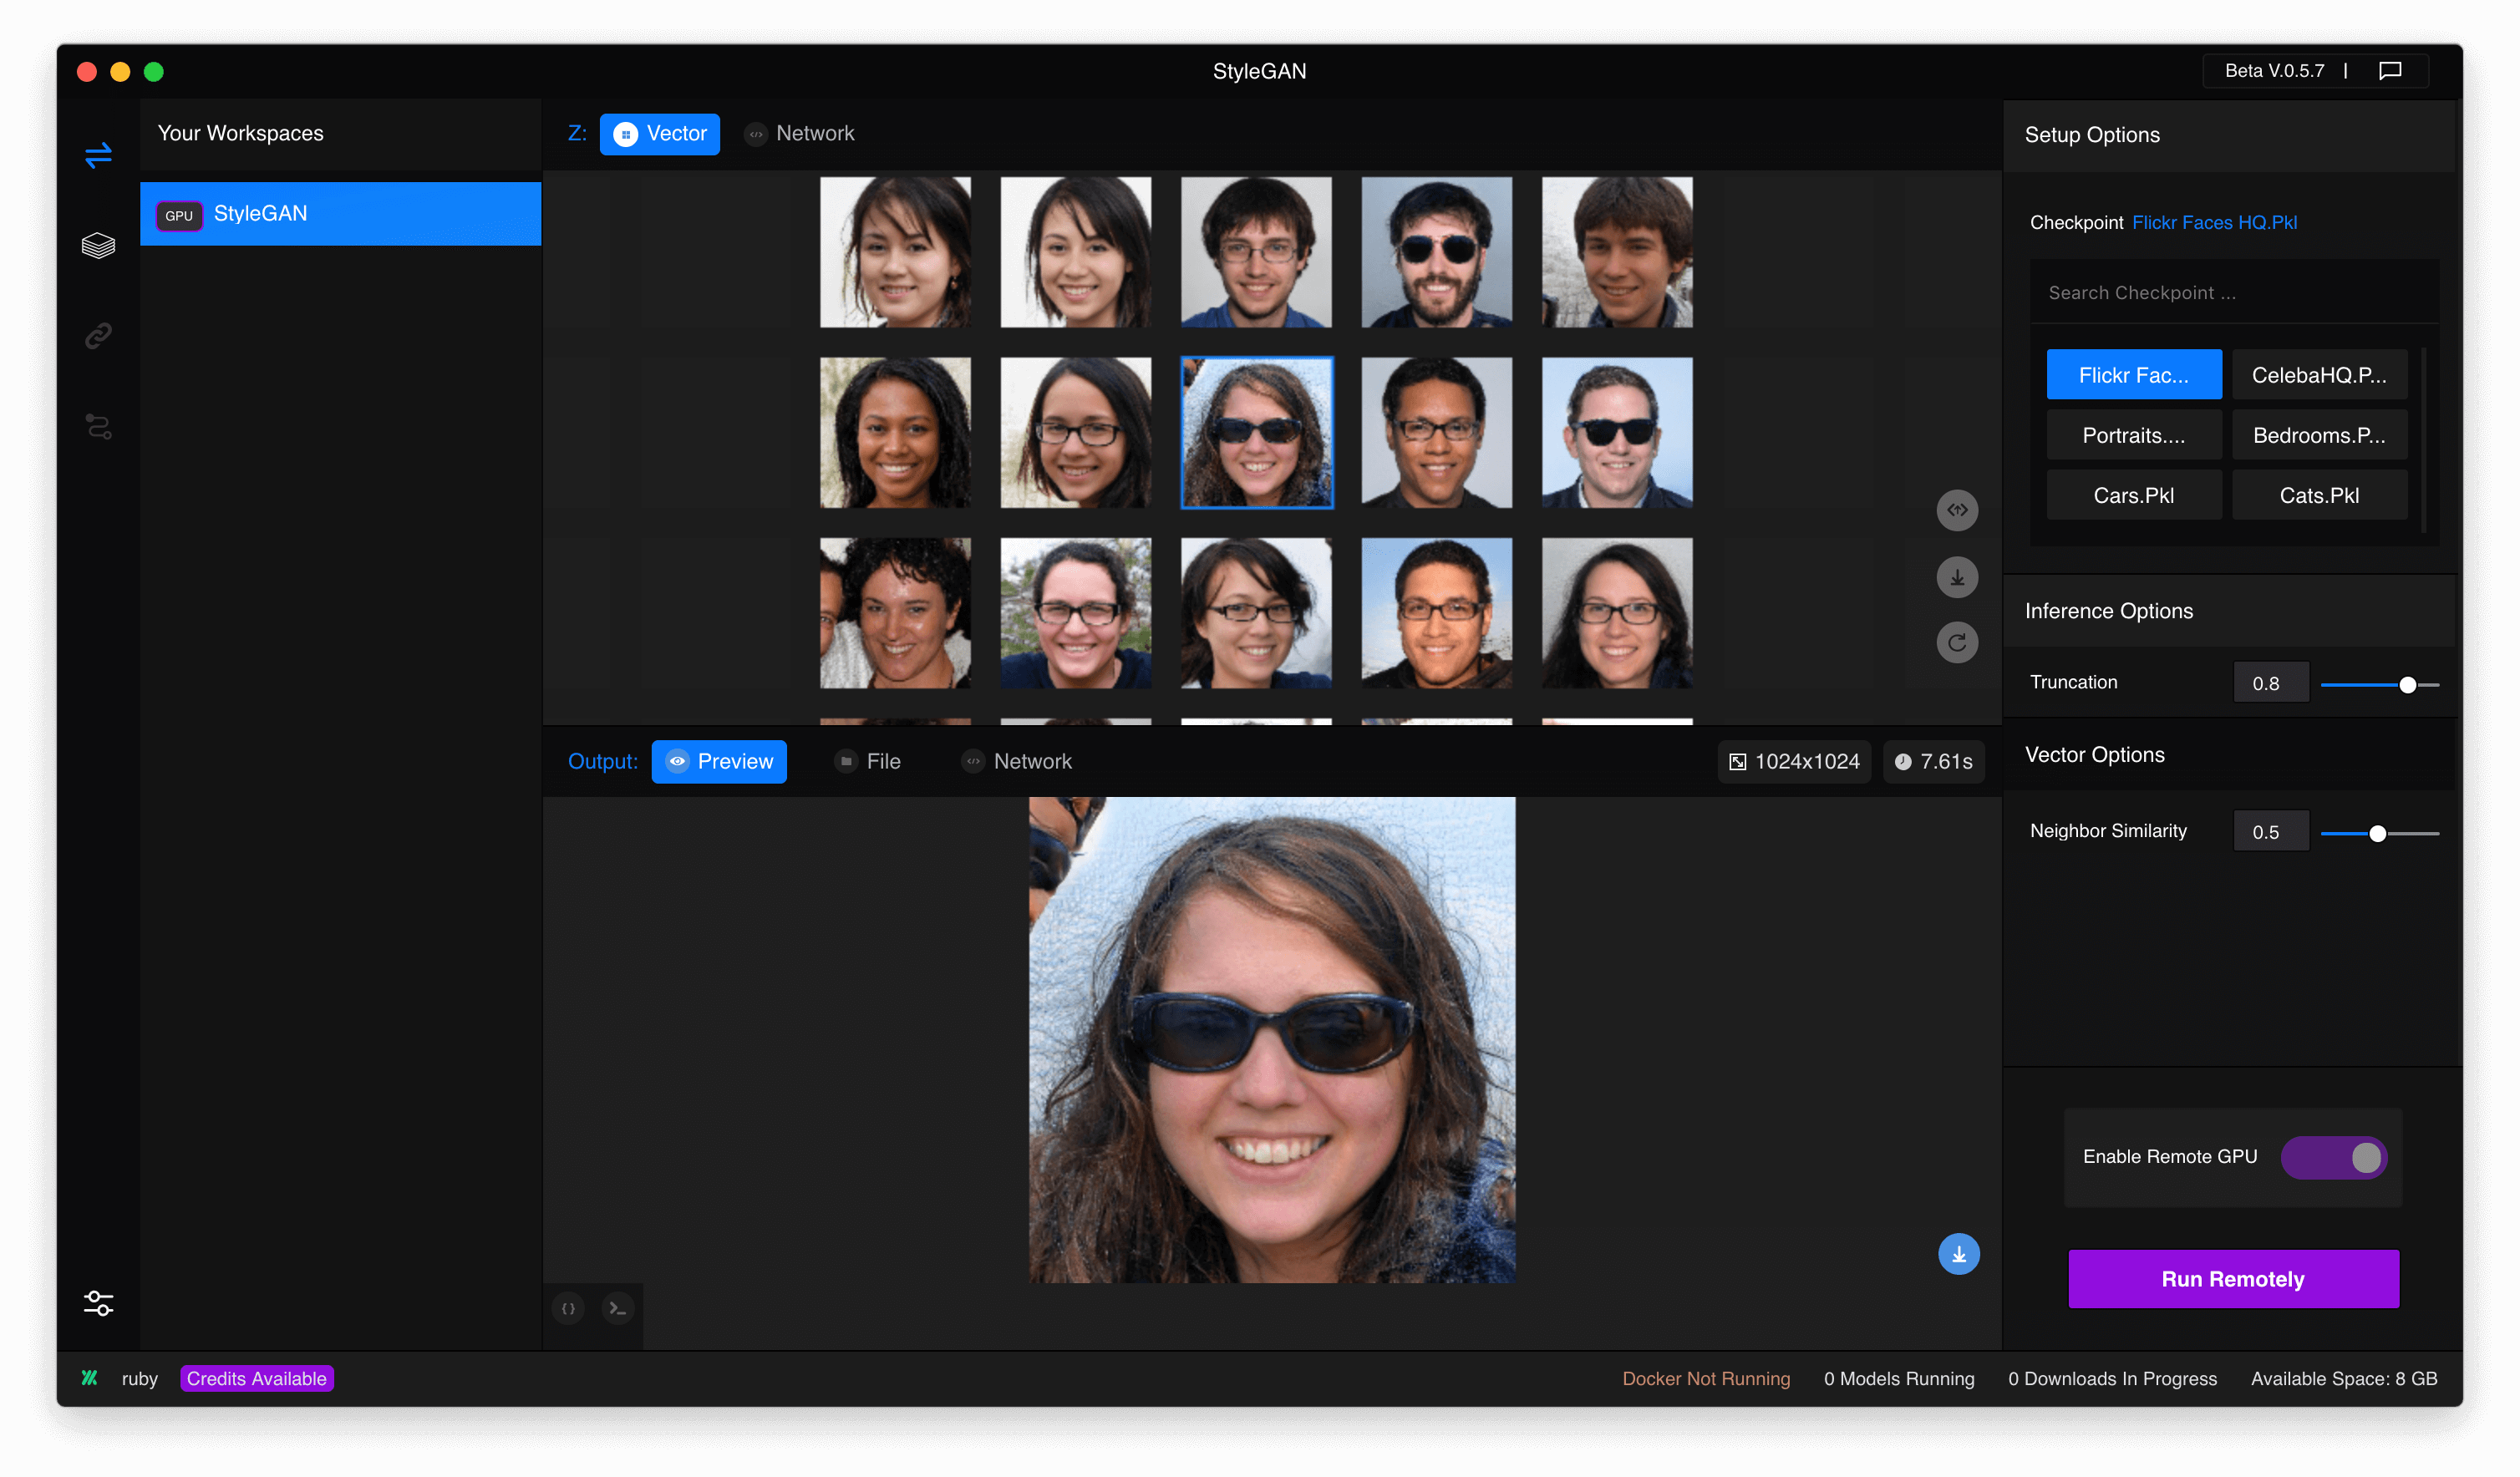 StyleGAN
Beta V.0.5.7 |
Your Workspaces
GPU StyleGAN
Z: Vector Network
Output: Preview File Network 1024x1024 7.61s
Setup Options
Checkpoint Flickr Faces HQ.Pkl
Search Checkpoint ...
Flickr Fac... CelebaHQ.P...
Portraits.... Bedrooms.P...
Cars.Pkl Cats.Pkl
Inference Options
Truncation 0.8
Vector Options
Neighbor Similarity 0.5
Enable Remote GPU
Run Remotely
ruby Credits Available Docker Not Running 0 Models Running 0 Downloads In Progress Available Space: 8 GB